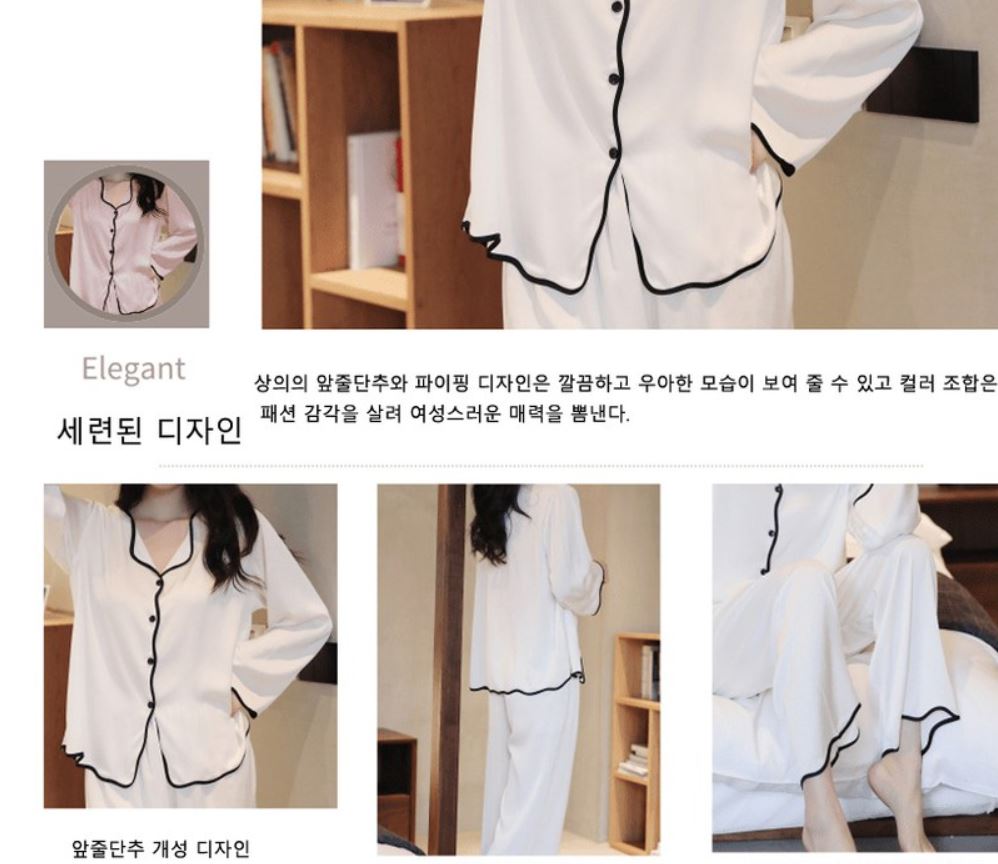 Elegant
세련된 디자인
상의의 앞줄단추와 파이핑 디자인은 깔끔하고 우아한 모습이 보여 줄 수 있고 컬러 조합은
패션 감각을 살려 여성스러운 매력을 뽐낸다.
앞줄단추 개성 디자인